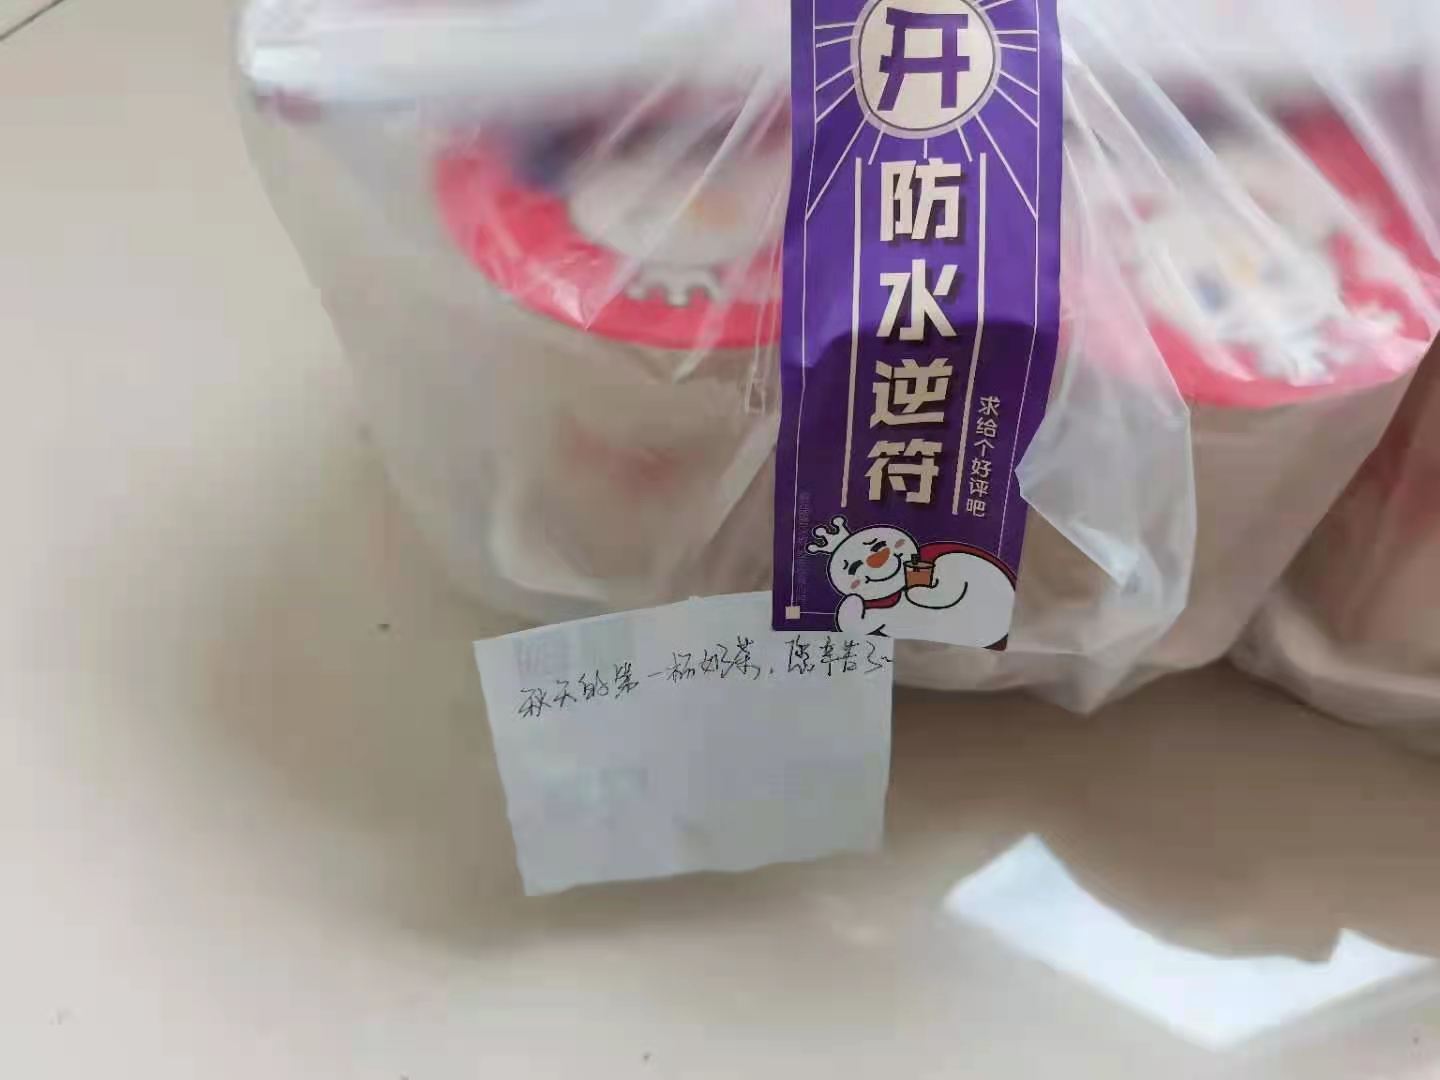 开
防水逆符
求给个好评吧
秋天的第一杯奶茶，您辛苦了~